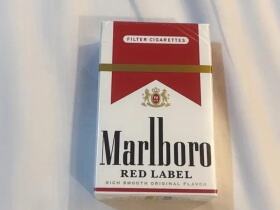 FILTER CIGARETTES
Marlboro
RED LABEL
RICH SMOOTH ORIGINAL FLAVOR